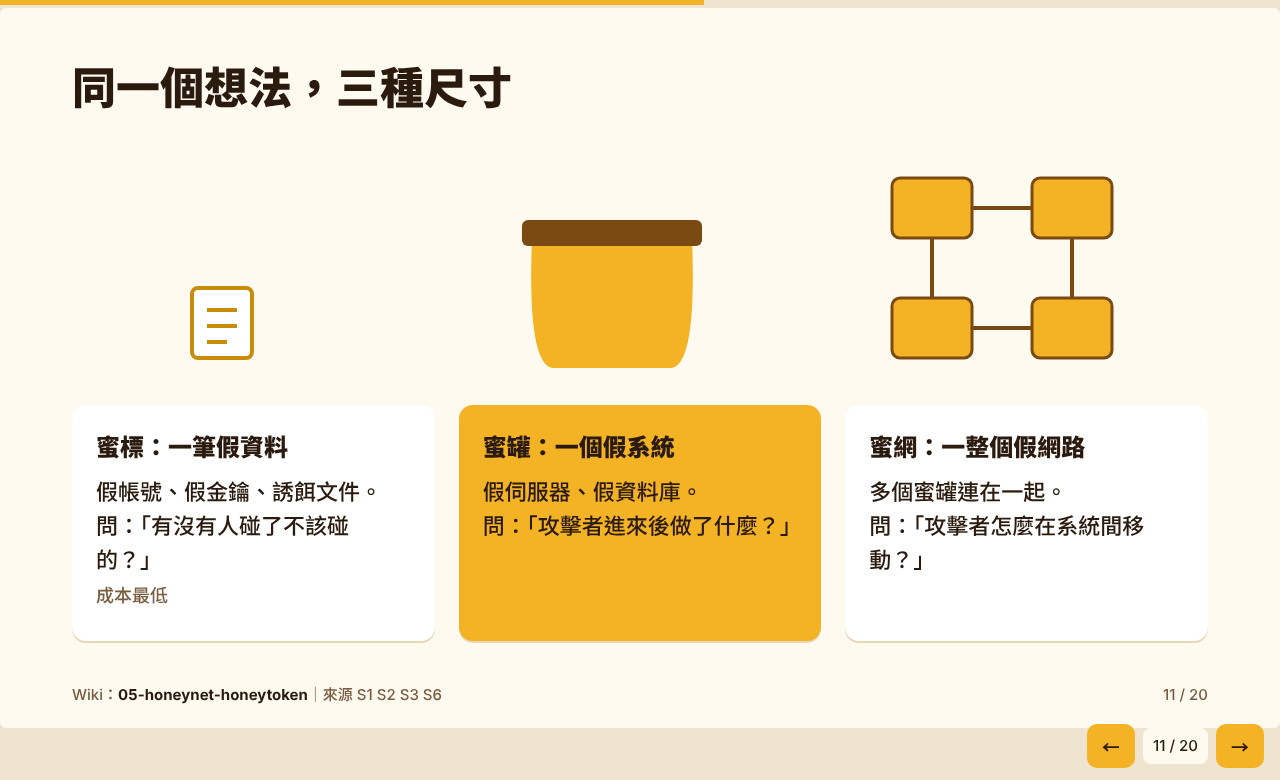 同一個想法，三種尺寸
蜜標：一筆假資料
假帳號、假金鑰、誘餌文件。
問：「有沒有人碰了不該碰
的？」
成本最低
蜜罐：一個假系統
假伺服器、假資料庫。
問：「攻擊者進來後做了什麼？」
蜜網：一整個假網路
多個蜜罐連在一起。
問：「攻擊者怎麼在系統間移
動？」
Wiki：05-honeynet-honeytoken｜來源 S1 S2 S3 S6
11 / 20
← 11 / 20 →